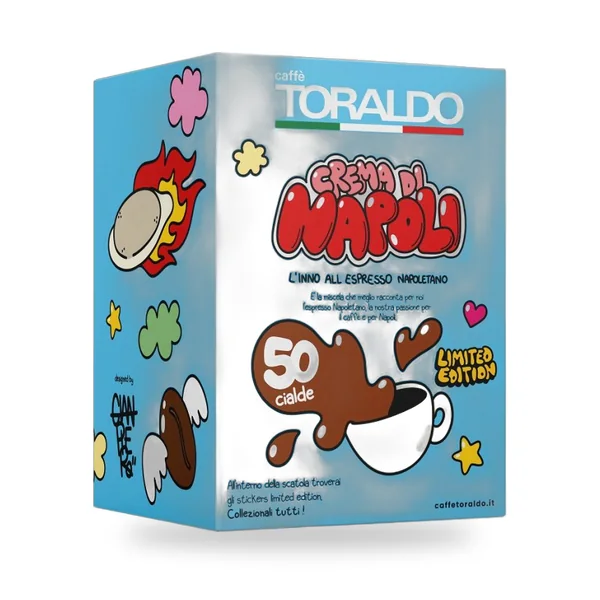 caffè
TORALDO
CREMA DI
NAPOLI
L'INNO ALL ESPRESSO NAPOLETANO
È la miscela che meglio racconta per noi
l'espresso Napoletano, la nostra passione per
il caffè e per Napoli.
50
cialde
LIMITED
EDITION
All'interno della scatola troverai
gli stickers limited edition.
Collezionali tutti !
caffetoraldo.it
designed by